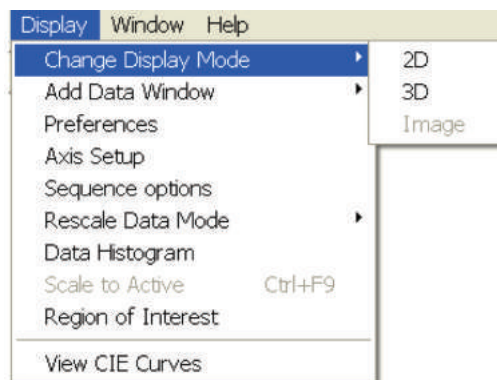 Display Window Help
Change Display Mode
2D
Add Data Window
3D
Preferences
Image
Axis Setup
Sequence options
Rescale Data Mode
Data Histogram
Scale to Active Ctrl+F9
Region of Interest
View CIE Curves